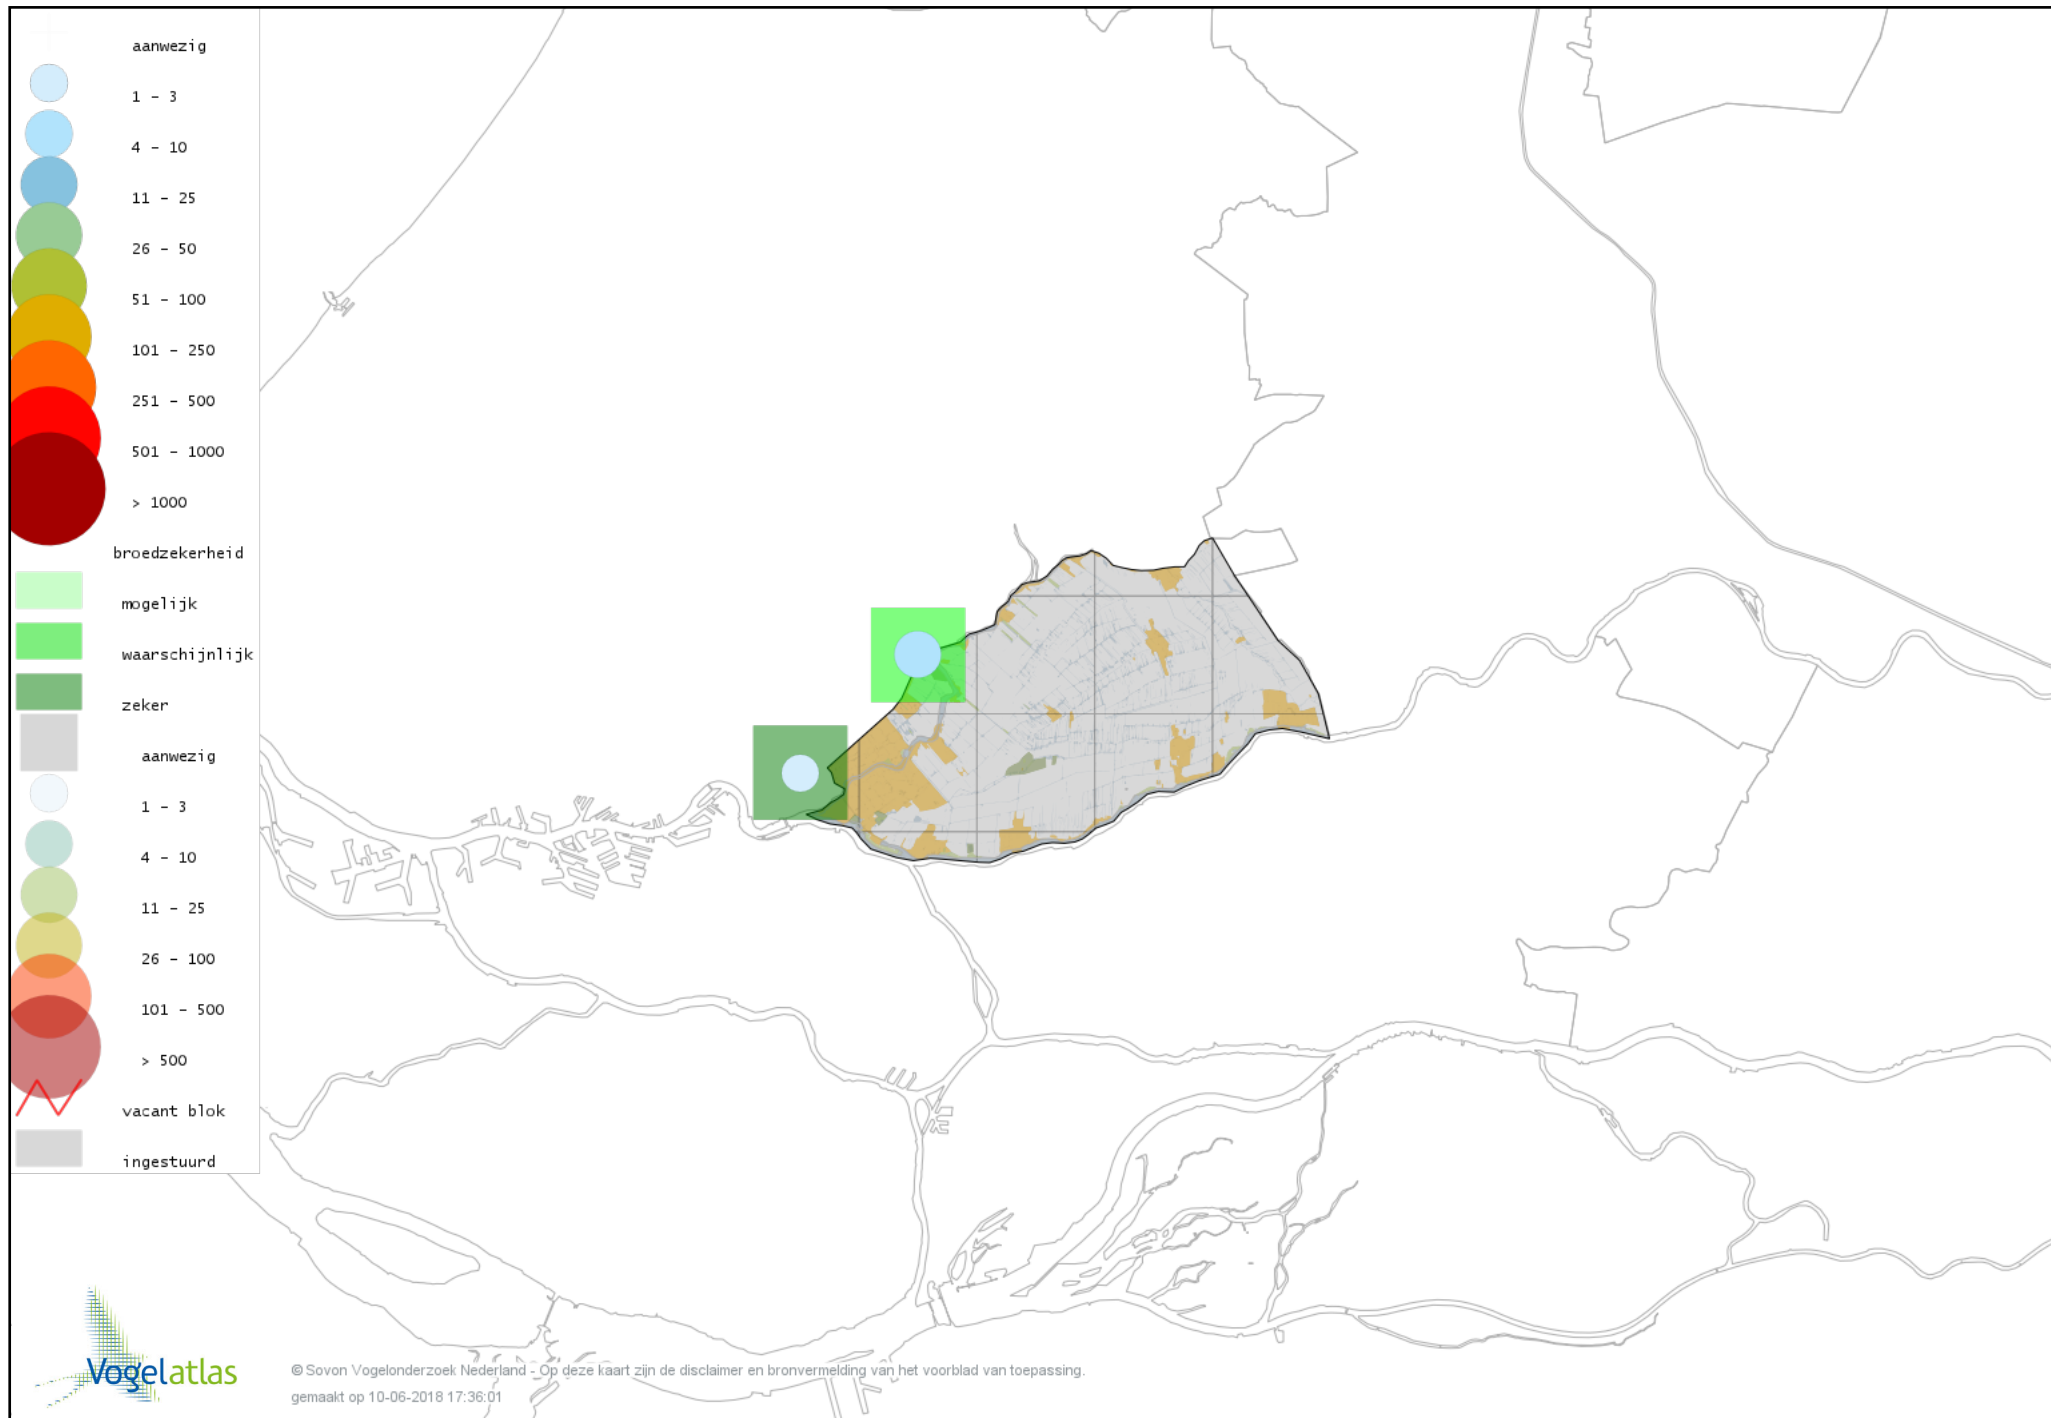 aanwezig
1 - 3
4 - 10
11 - 25
26 - 50
51 - 100
101 - 250
251 - 500
501 - 1000
> 1000
broedzekerheid
mogelijk
waarschijnlijk
zeker
aanwezig
1 - 3
4 - 10
11 - 25
26 - 100
101 - 500
> 500
vacant blok
ingestuurd
Vogelatlas
© Sovon Vogelonderzoek Nederland - Op deze kaart zijn de disclaimer en bronvermelding van het voorblad van toepassing.
gemaakt op 10-06-2018 17:36:01